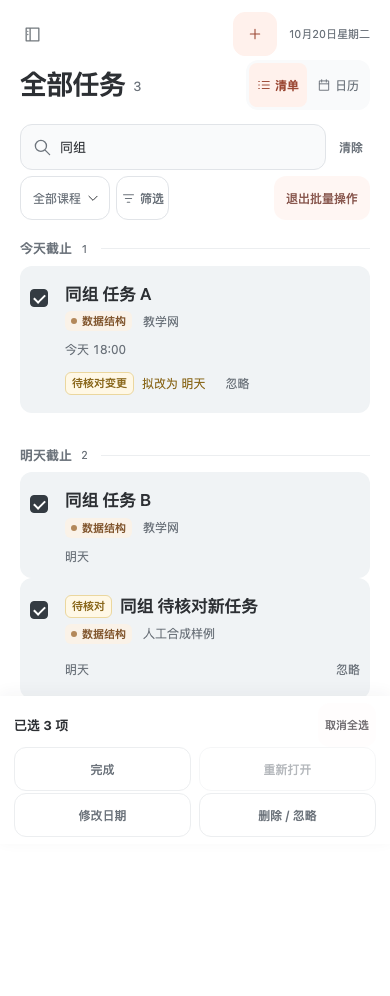 10月20日星期二
全部任务 3
清单 日历
同组 清除
全部课程 筛选 退出批量操作
今天截止 1
同组 任务 A
数据结构 教学网
今天 18:00
待核对变更 拟改为 明天 忽略
明天截止 2
同组 任务 B
数据结构 教学网
明天
待核对 同组 待核对新任务
数据结构 人工合成样例
明天 忽略
已选 3 项 取消全选
完成 重新打开
修改日期 删除 / 忽略